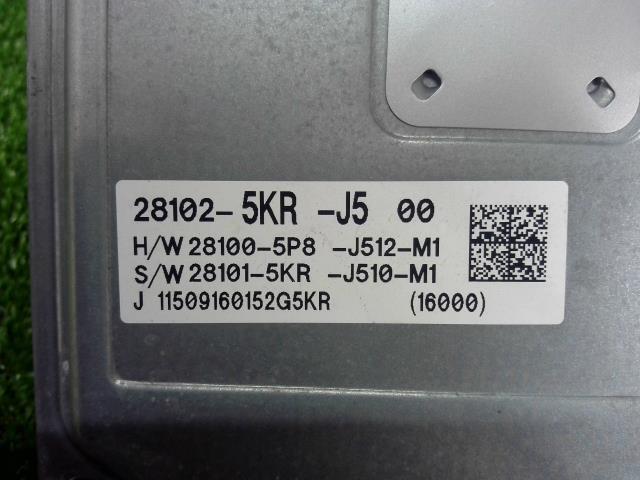 28102-5KR -J5 00
H/W 28100-5P8 -J512-M1
S/W 28101-5KR -J510-M1
J 11509160152G5KR (16000)